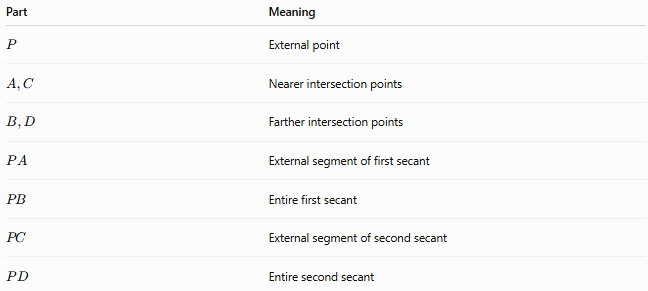 Part Meaning
P External point
A, C Nearer intersection points
B, D Farther intersection points
PA External segment of first secant
PB Entire first secant
PC External segment of second secant
PD Entire second secant